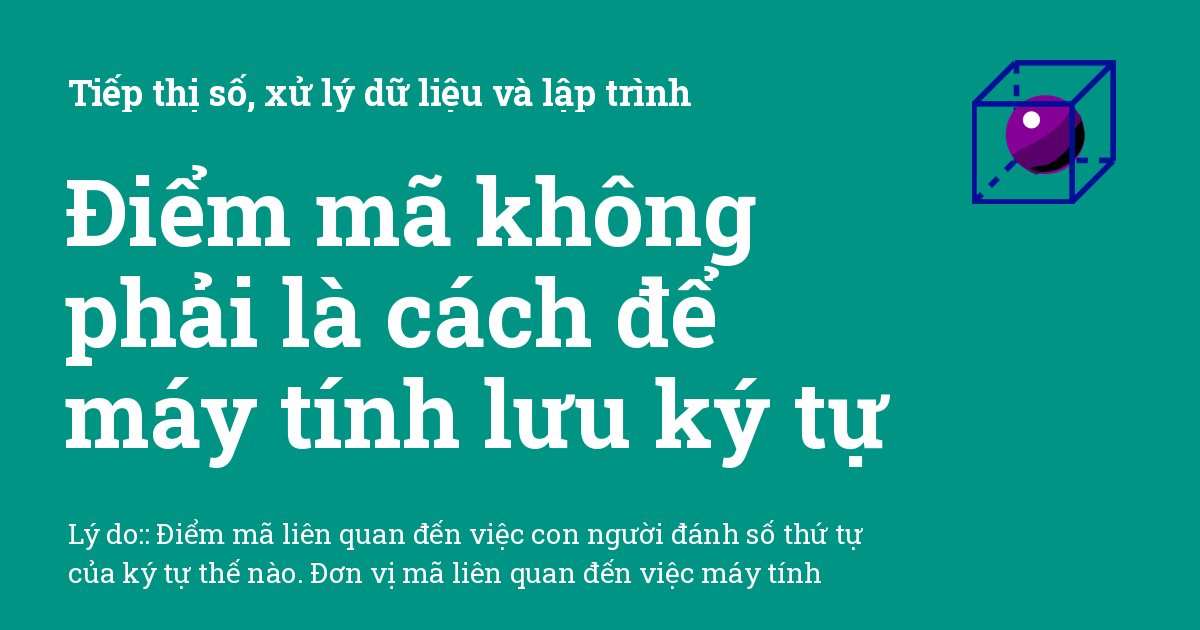 Tiếp thị số, xử lý dữ liệu và lập trình
Điểm mã không
phải là cách để
máy tính lưu ký tự
Lý do:: Điểm mã liên quan đến việc con người đánh số thứ tự
của ký tự thế nào. Đơn vị mã liên quan đến việc máy tính